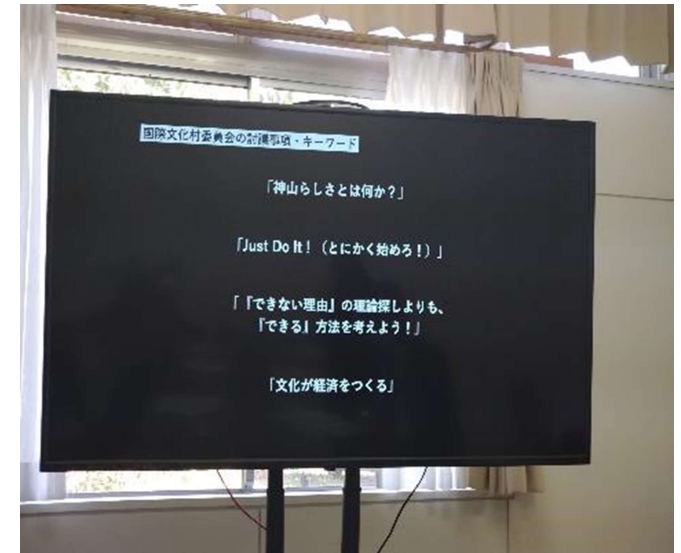 国際文化村委員会の討議事項・キーワード
「神山らしさとは何か？」
「Just Do It！（とにかく始めろ！）」
「『できない理由』の理論探しよりも、
『できる』方法を考えよう！」
「文化が経済をつくる」